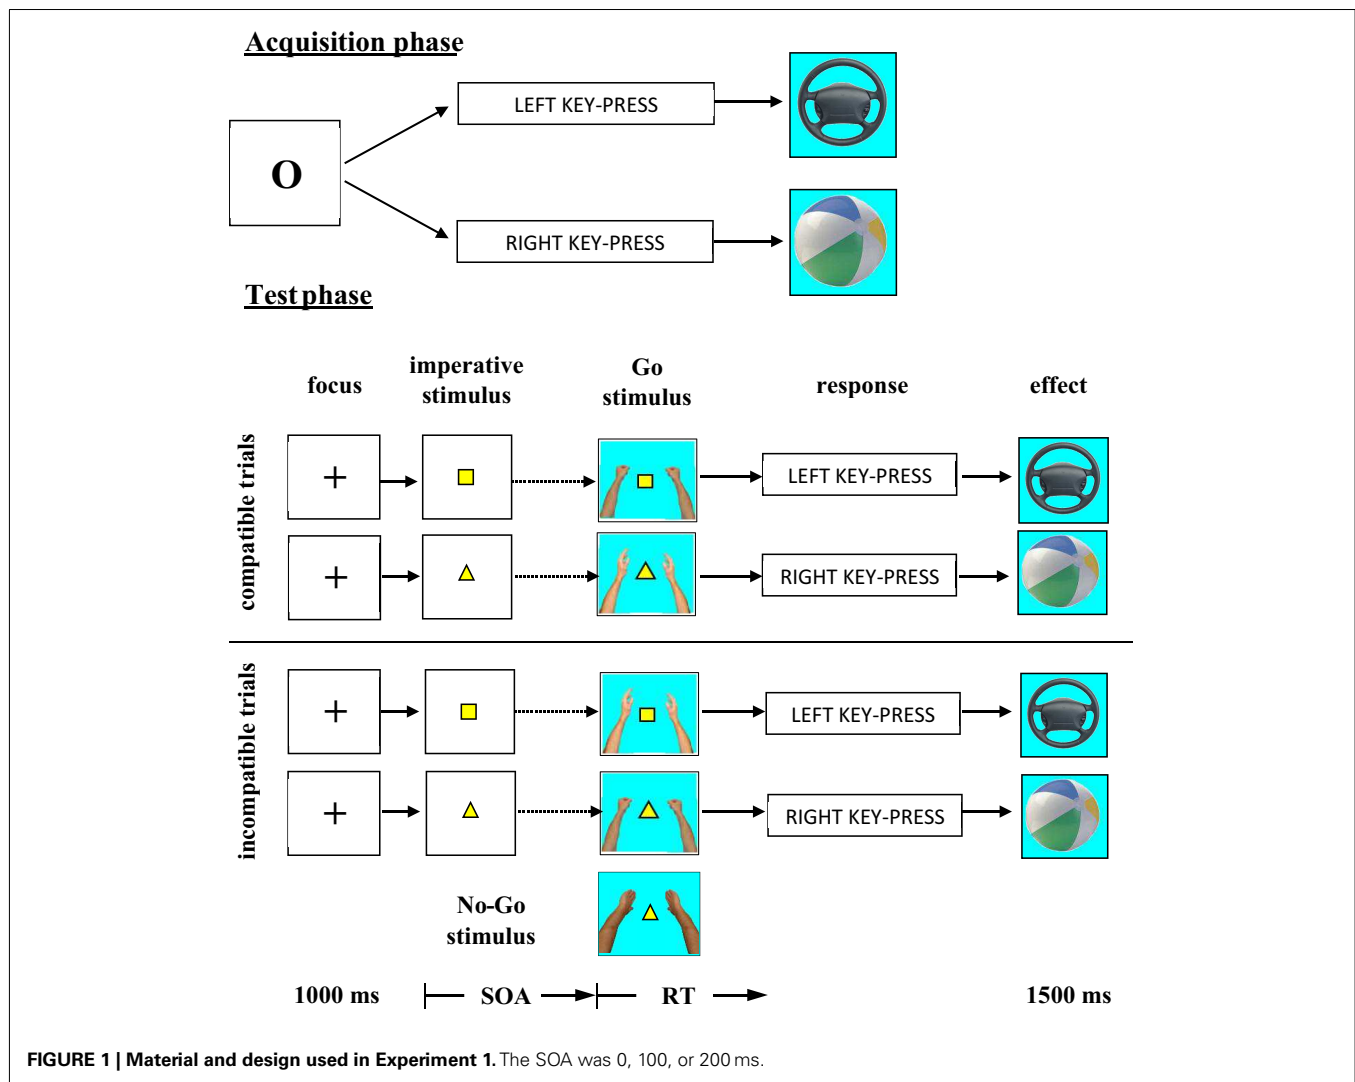 Acquisition phase
LEFT KEY-PRESS
O
RIGHT KEY-PRESS
Test phase
focus
imperative
stimulus
Go
stimulus
response
effect
compatible trials
+
LEFT KEY-PRESS
+
RIGHT KEY-PRESS
incompatible trials
+
LEFT KEY-PRESS
+
RIGHT KEY-PRESS
No-Go
stimulus
1000 ms
SOA
RT
1500 ms
FIGURE 1 | Material and design used in Experiment 1. The SOA was 0, 100, or 200 ms.